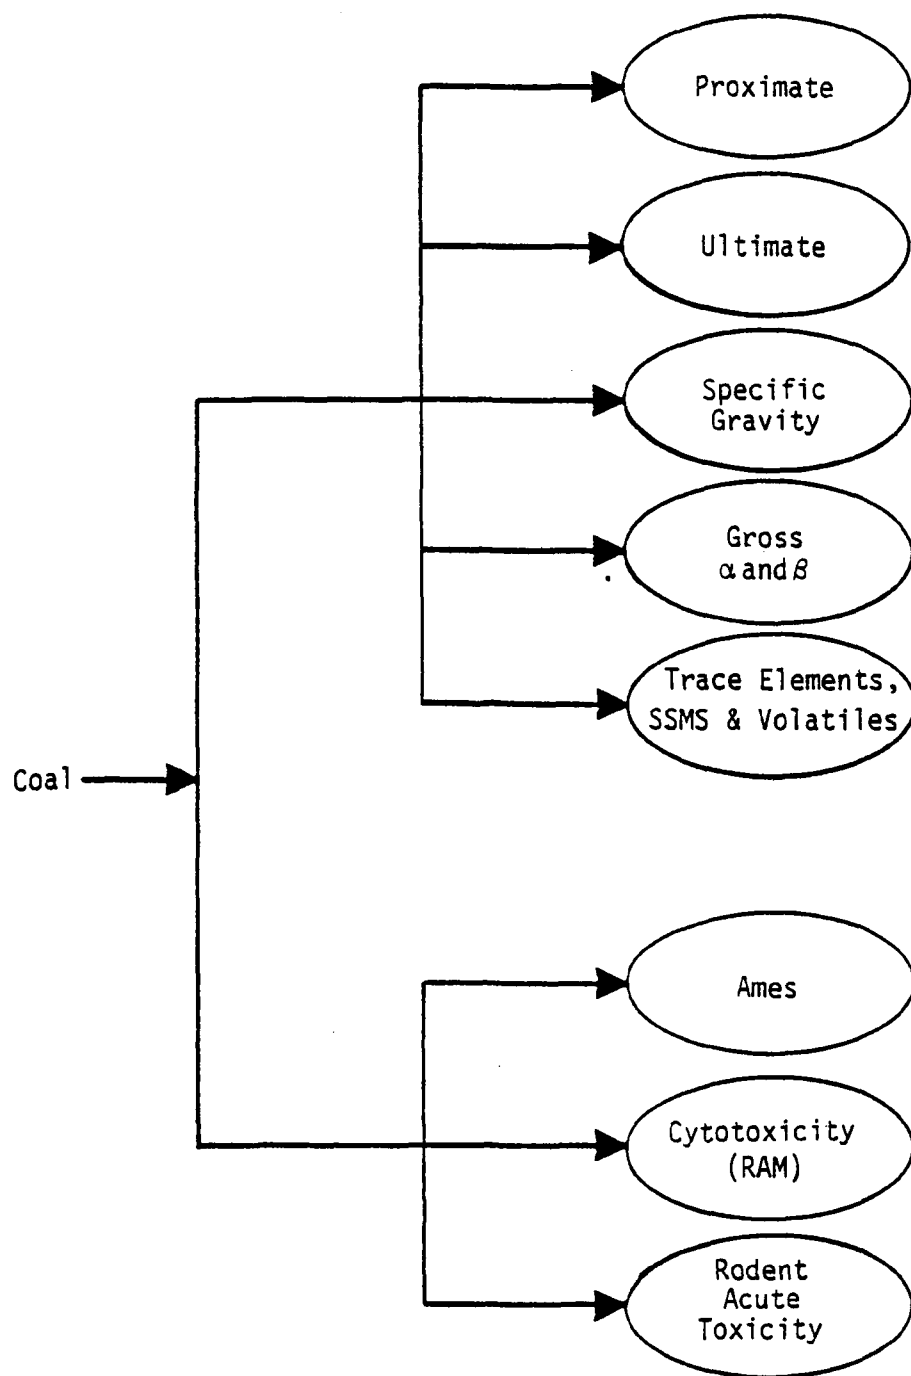 Proximate
Ultimate
Specific
Gravity
Gross
α and β
Trace Elements,
SSMS & Volatiles
Coal
Ames
Cytotoxicity
(RAM)
Rodent
Acute
Toxicity